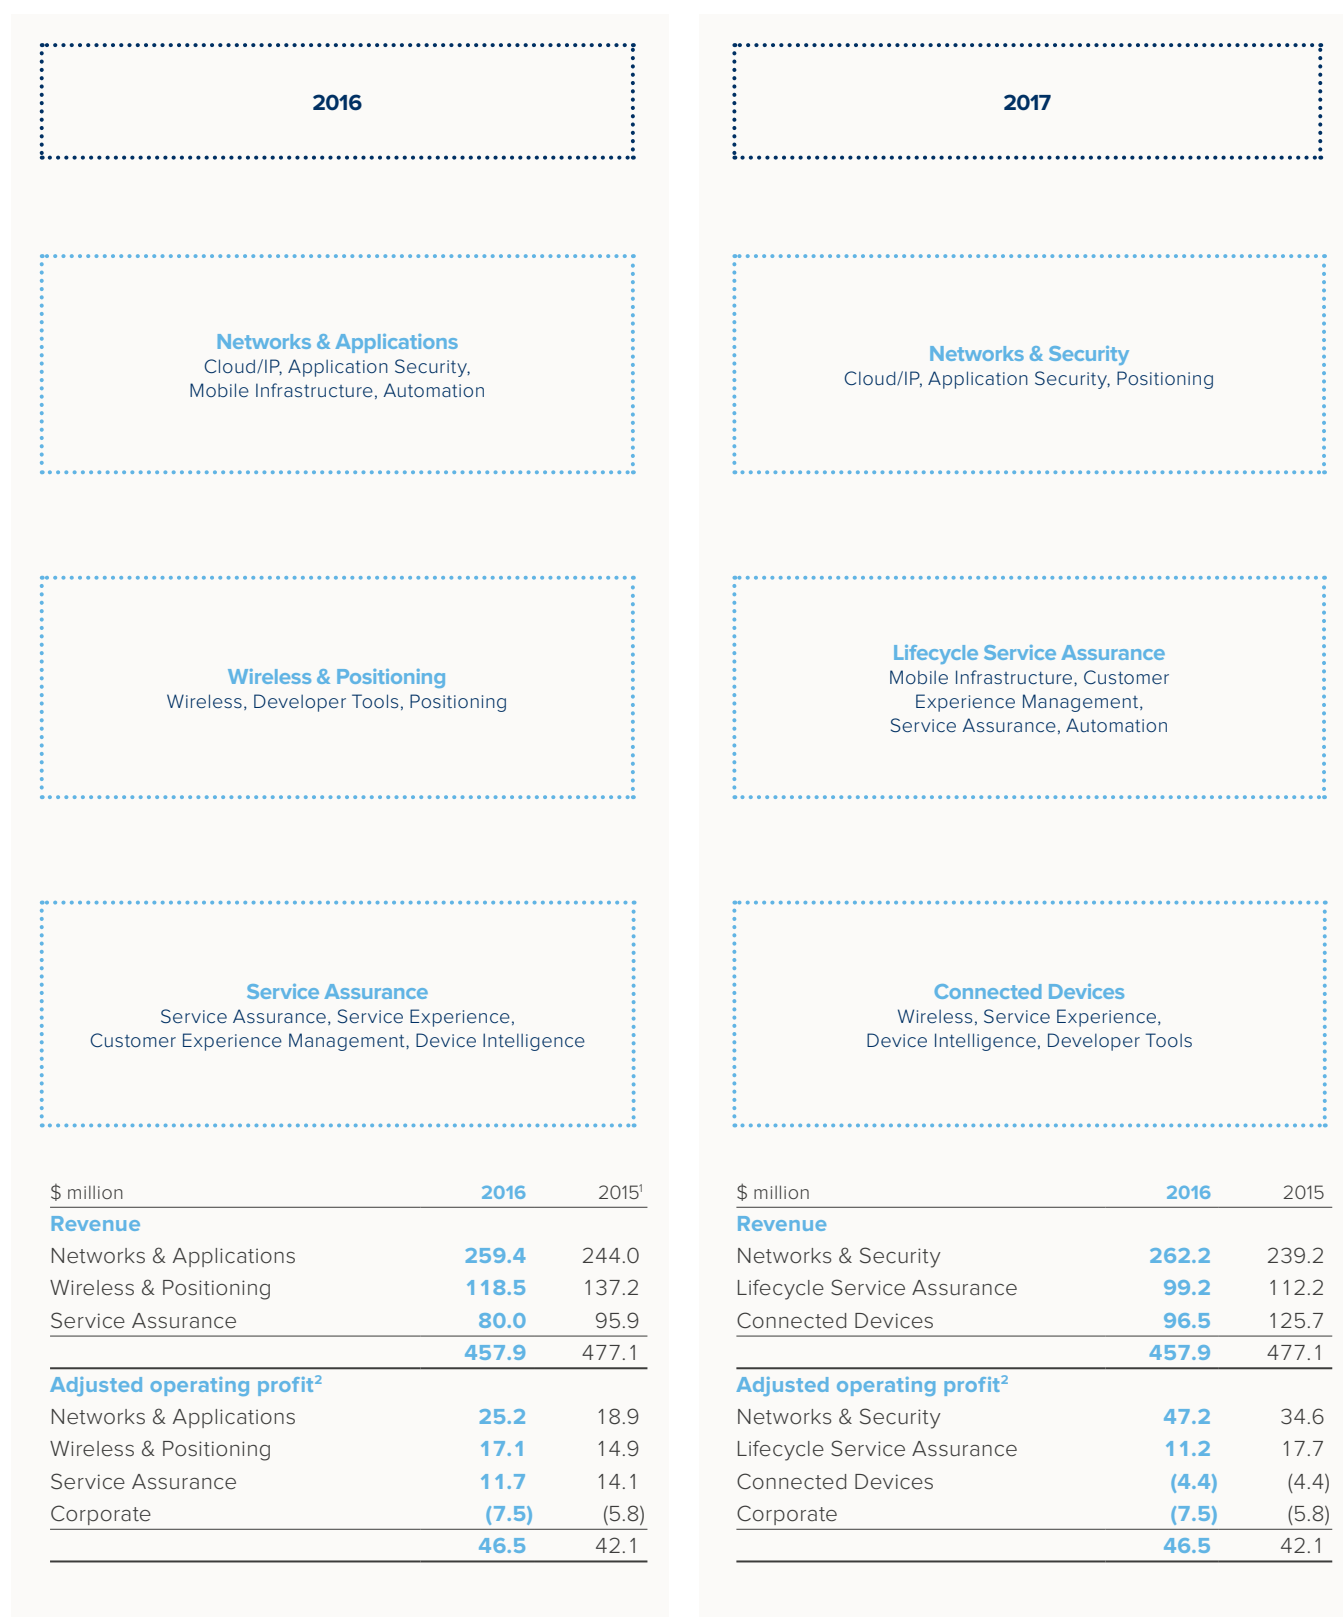 2016
Networks & Applications
Cloud/IP, Application Security,
Mobile Infrastructure, Automation
Wireless & Positioning
Wireless, Developer Tools, Positioning
Service Assurance
Service Assurance, Service Experience,
Customer Experience Management, Device Intelligence
$ million 2016 2015¹
Revenue
Networks & Applications 259.4 244.0
Wireless & Positioning 118.5 137.2
Service Assurance 80.0 95.9
457.9 477.1
Adjusted operating profit²
Networks & Applications 25.2 18.9
Wireless & Positioning 17.1 14.9
Service Assurance 11.7 14.1
Corporate (7.5) (5.8)
46.5 42.1
2017
Networks & Security
Cloud/IP, Application Security, Positioning
Lifecycle Service Assurance
Mobile Infrastructure, Customer
Experience Management,
Service Assurance, Automation
Connected Devices
Wireless, Service Experience,
Device Intelligence, Developer Tools
$ million 2016 2015
Revenue
Networks & Security 262.2 239.2
Lifecycle Service Assurance 99.2 112.2
Connected Devices 96.5 125.7
457.9 477.1
Adjusted operating profit²
Networks & Security 47.2 34.6
Lifecycle Service Assurance 11.2 17.7
Connected Devices (4.4) (4.4)
Corporate (7.5) (5.8)
46.5 42.1